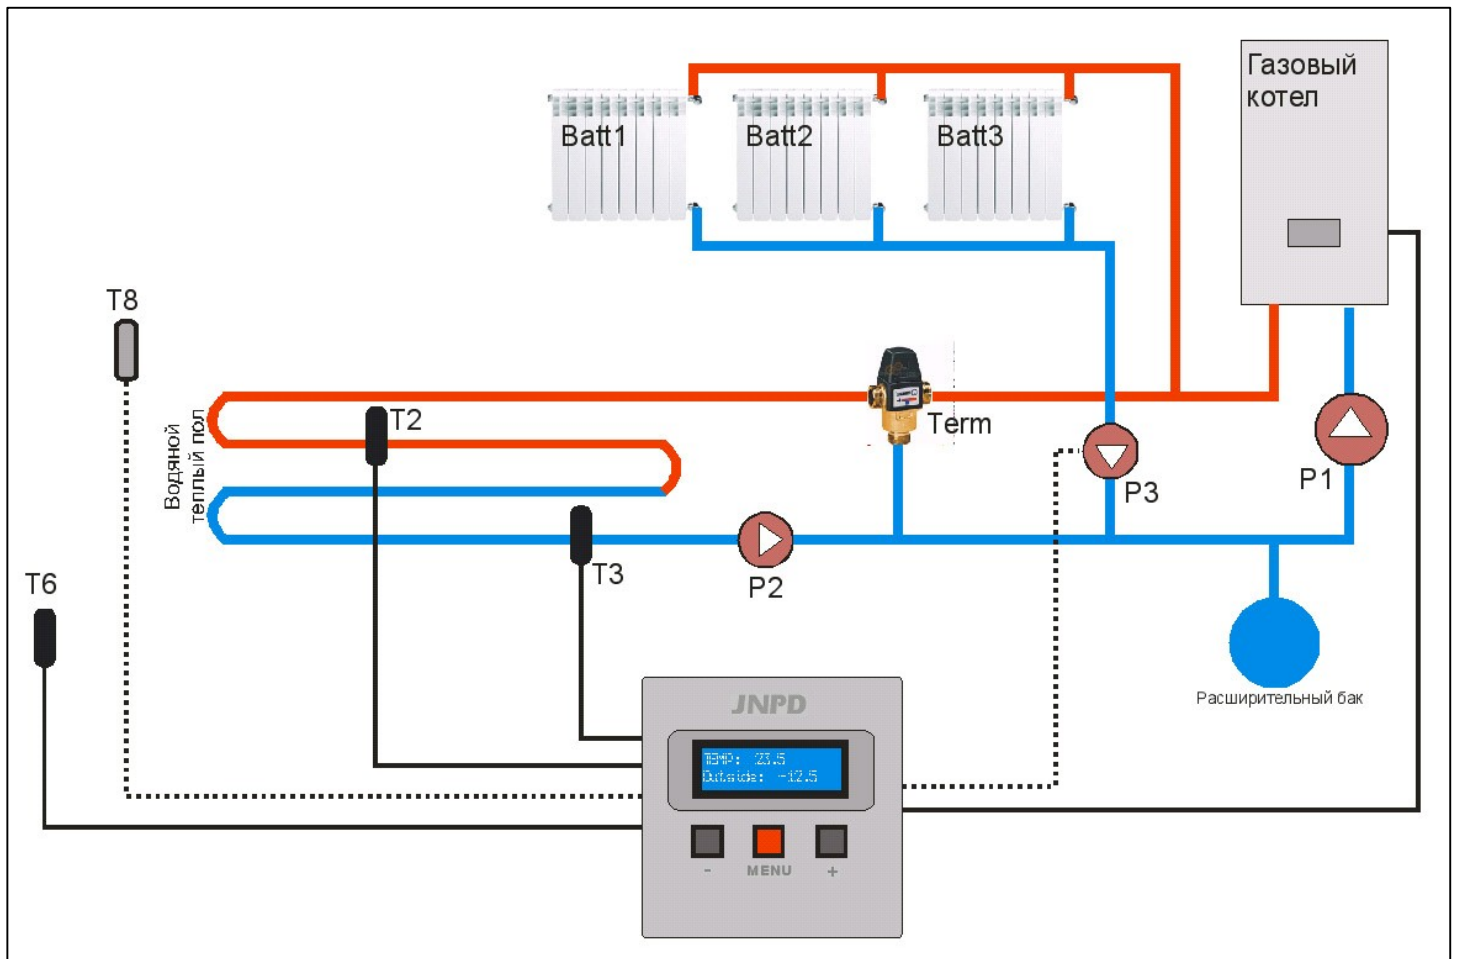 Газовый
котел
Batt1
Batt2
Batt3
T8
T2
Term
Водяной
теплый пол
P3
P1
T3
P2
T6
Расширительный бак
JNPD
TEMP: 23.5
Outside: -12.5
-
MENU
+